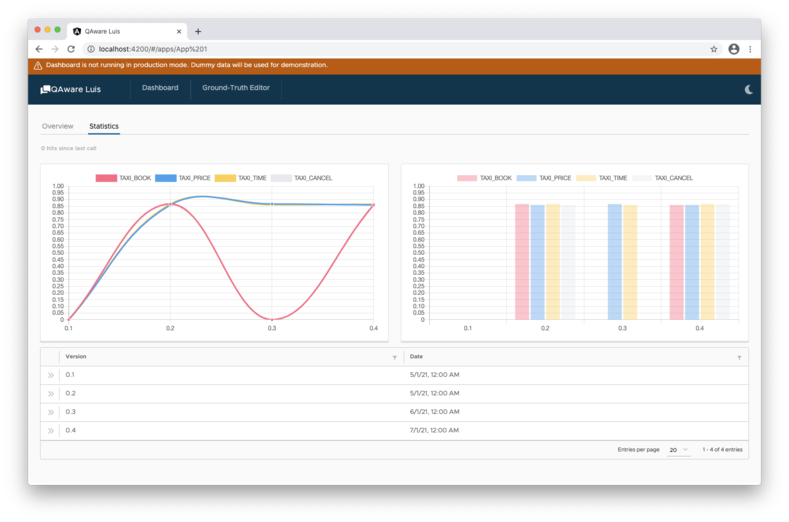 QAware Luis
localhost:4200/#/apps/App%201
Dashboard is not running in production mode. Dummy data will be used for demonstration.
QAware Luis Dashboard Ground-Truth Editor
Overview Statistics
0 hits since last call
TAXI_BOOK TAXI_PRICE TAXI_TIME TAXI_CANCEL
1.00
0.95
0.90
0.85
0.80
0.75
0.70
0.65
0.60
0.55
0.50
0.45
0.40
0.35
0.30
0.25
0.20
0.15
0.10
0.05
0
0.1 0.2 0.3 0.4
TAXI_BOOK TAXI_PRICE TAXI_TIME TAXI_CANCEL
1.00
0.95
0.90
0.85
0.80
0.75
0.70
0.65
0.60
0.55
0.50
0.45
0.40
0.35
0.30
0.25
0.20
0.15
0.10
0.05
0
0.1 0.2 0.3 0.4
Version Date
0.1 5/1/21, 12:00 AM
0.2 5/1/21, 12:00 AM
0.3 6/1/21, 12:00 AM
0.4 7/1/21, 12:00 AM
Entries per page 20 1 - 4 of 4 entries